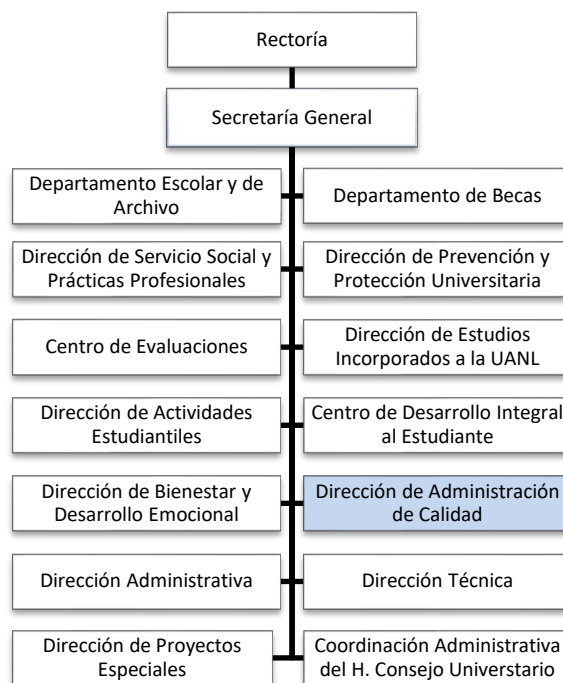 Rectoría
Secretaría General
Departamento Escolar y de
Archivo
Departamento de Becas
Dirección de Servicio Social y
Prácticas Profesionales
Dirección de Prevención y
Protección Universitaria
Centro de Evaluaciones
Dirección de Estudios
Incorporados a la UANL
Dirección de Actividades
Estudiantiles
Centro de Desarrollo Integral
al Estudiante
Dirección de Bienestar y
Desarrollo Emocional
Dirección de Administración
de Calidad
Dirección Administrativa
Dirección Técnica
Dirección de Proyectos
Especiales
Coordinación Administrativa
del H. Consejo Universtario